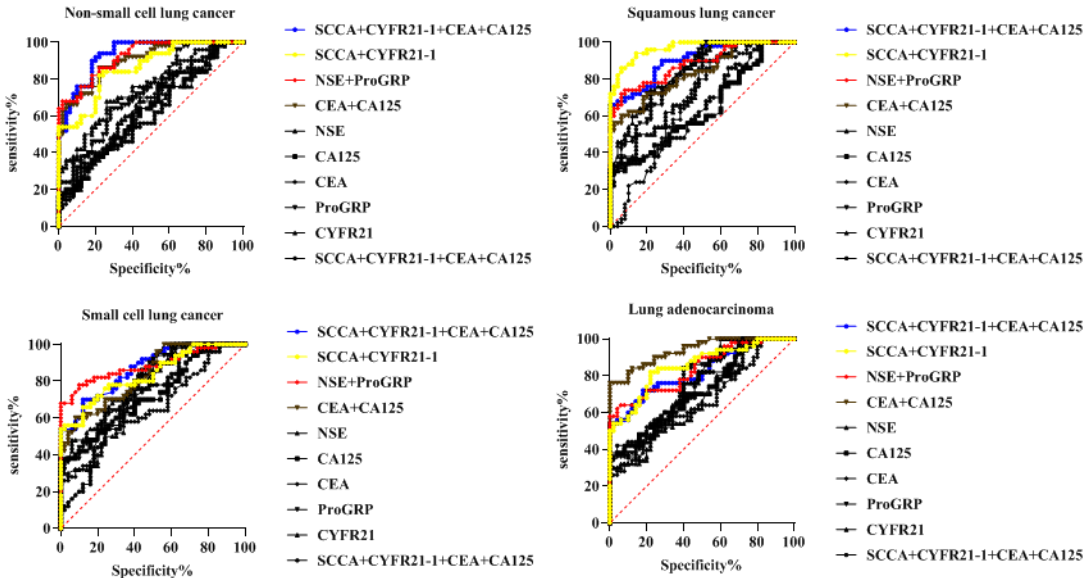 Non-small cell lung cancer
sensitivity%
100
80
60
40
20
0
0 20 40 60 80 100
Specificity%
SCCA+CYFR21-1+CEA+CA125
SCCA+CYFR21-1
NSE+ProGRP
CEA+CA125
NSE
CA125
CEA
ProGRP
CYFR21
SCCA+CYFR21-1+CEA+CA125
Squamous lung cancer
sensitivity%
100
80
60
40
20
0
0 20 40 60 80 100
Specificity%
SCCA+CYFR21-1+CEA+CA125
SCCA+CYFR21-1
NSE+ProGRP
CEA+CA125
NSE
CA125
CEA
ProGRP
CYFR21
SCCA+CYFR21-1+CEA+CA125
Small cell lung cancer
sensitivity%
100
80
60
40
20
0
0 20 40 60 80 100
Specificity%
SCCA+CYFR21-1+CEA+CA125
SCCA+CYFR21-1
NSE+ProGRP
CEA+CA125
NSE
CA125
CEA
ProGRP
CYFR21
SCCA+CYFR21-1+CEA+CA125
Lung adenocarcinoma
sensitivity%
100
80
60
40
20
0
0 20 40 60 80 100
Specificity%
SCCA+CYFR21-1+CEA+CA125
SCCA+CYFR21-1
NSE+ProGRP
CEA+CA125
NSE
CA125
CEA
ProGRP
CYFR21
SCCA+CYFR21-1+CEA+CA125